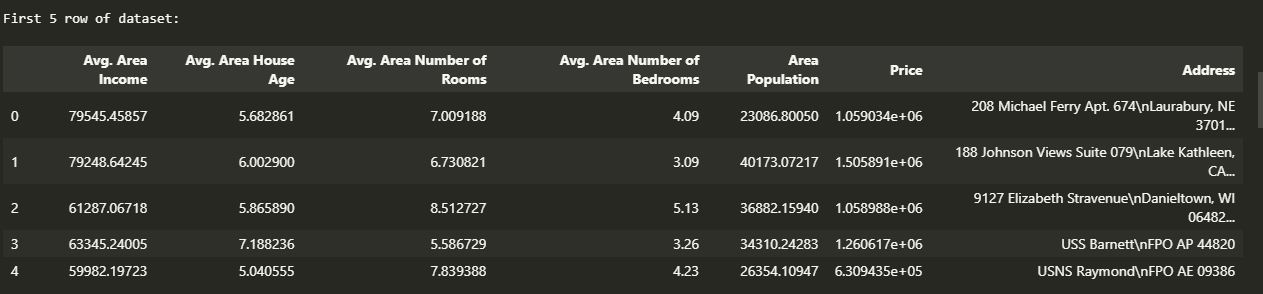 First 5 row of dataset:
Avg. Area Income Avg. Area House Age Avg. Area Number of Rooms Avg. Area Number of Bedrooms Area Population Price Address
0 79545.45857 5.682861 7.009188 4.09 23086.80050 1.059034e+06 208 Michael Ferry Apt. 674\nLaurabury, NE 3701...
1 79248.64245 6.002900 6.730821 3.09 40173.07217 1.505891e+06 188 Johnson Views Suite 079\nLake Kathleen, CA...
2 61287.06718 5.865890 8.512727 5.13 36882.15940 1.058988e+06 9127 Elizabeth Stravenue\nDanieltown, WI 06482...
3 63345.24005 7.188236 5.586729 3.26 34310.24283 1.260617e+06 USS Barnett\nFPO AP 44820
4 59982.19723 5.040555 7.839388 4.23 26354.10947 6.309435e+05 USNS Raymond\nFPO AE 09386